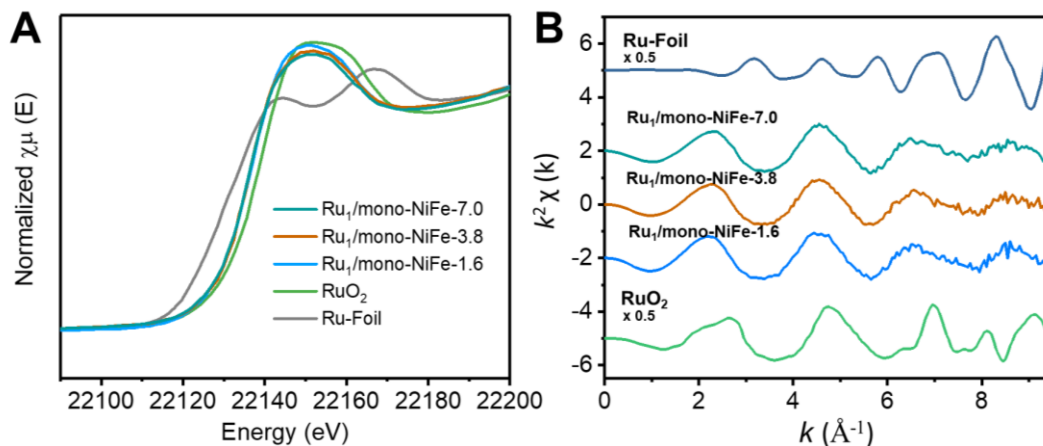 A
Normalized χμ (E)
Ru₁/mono-NiFe-7.0
Ru₁/mono-NiFe-3.8
Ru₁/mono-NiFe-1.6
RuO₂
Ru-Foil
22100 22120 22140 22160 22180 22200
Energy (eV)
B
k² χ (k)
6
4
2
0
-2
-4
-6
Ru-Foil
x 0.5
Ru₁/mono-NiFe-7.0
Ru₁/mono-NiFe-3.8
Ru₁/mono-NiFe-1.6
RuO₂
x 0.5
0 2 4 6 8
k (Å⁻¹)